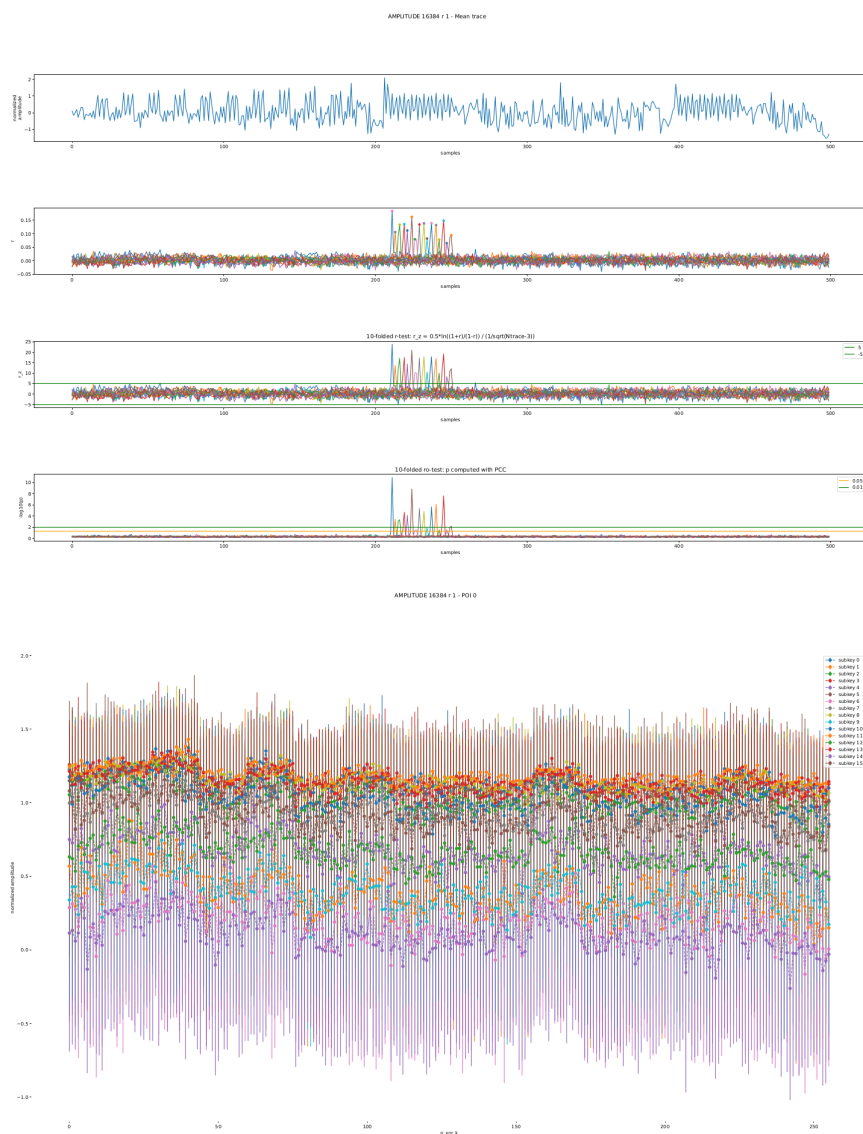 AMPLITUDE 16384 r 1 - Mean trace
normalized
amplitude
2
1
0
−1
0
100
200
300
400
500
samples
r
0.15
0.10
0.05
0.00
−0.05
0
100
200
300
400
500
samples
10-folded r-test: r_z = 0.5*ln((1+r)/(1-r)) / (1/sqrt(Ntrace-3))
r_z
25
20
15
10
5
0
−5
5
-5
0
100
200
300
400
500
samples
10-folded ro-test: p computed with PCC
-log10(p)
10
8
6
4
2
0
0.05
0.01
0
100
200
300
400
500
samples
AMPLITUDE 16384 r 1 - POI 0
normalized amplitude
2.0
1.5
1.0
0.5
0.0
−0.5
−1.0
subkey 0
subkey 1
subkey 2
subkey 3
subkey 4
subkey 5
subkey 6
subkey 7
subkey 8
subkey 9
subkey 10
subkey 11
subkey 12
subkey 13
subkey 14
subkey 15
0
50
100
150
200
250
p xor k